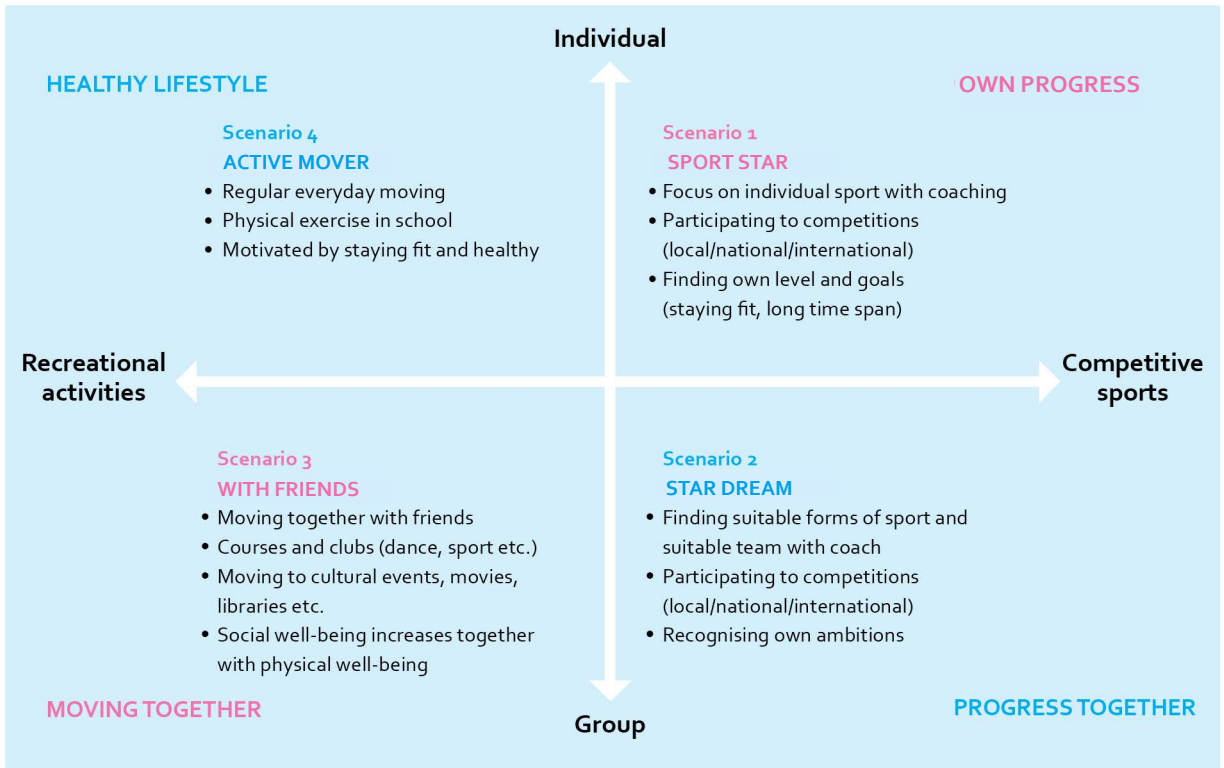 Individual
HEALTHY LIFESTYLE
OWN PROGRESS
Scenario 4
ACTIVE MOVER
• Regular everyday moving
• Physical exercise in school
• Motivated by staying fit and healthy
Scenario 1
SPORT STAR
• Focus on individual sport with coaching
• Participating to competitions
(local/national/international)
• Finding own level and goals
(staying fit, long time span)
Recreational
activities
Competitive
sports
Scenario 3
WITH FRIENDS
• Moving together with friends
• Courses and clubs (dance, sport etc.)
• Moving to cultural events, movies,
libraries etc.
• Social well-being increases together
with physical well-being
Scenario 2
STAR DREAM
• Finding suitable forms of sport and
suitable team with coach
• Participating to competitions
(local/national/international)
• Recognising own ambitions
MOVING TOGETHER
PROGRESS TOGETHER
Group